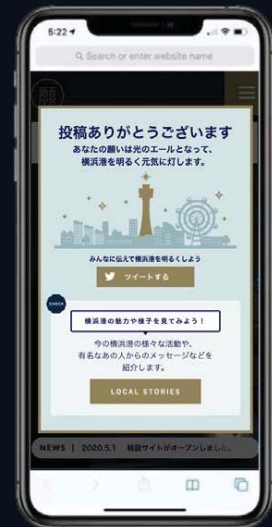 5:22
Search or enter website name
投稿ありがとうございます
あなたの願いは光のエールとなって、
横浜港を明るく元気に灯します。
みんなに伝えて横浜港を明るくしよう
ツイートする
CHECK
横浜港の魅力や様子を見てみよう！
今の横浜港の様々な活動や、
有名なあの人からのメッセージなどを
紹介します。
LOCAL STORIES
NEWS | 2020.5.1 特設サイトがオープンしました。